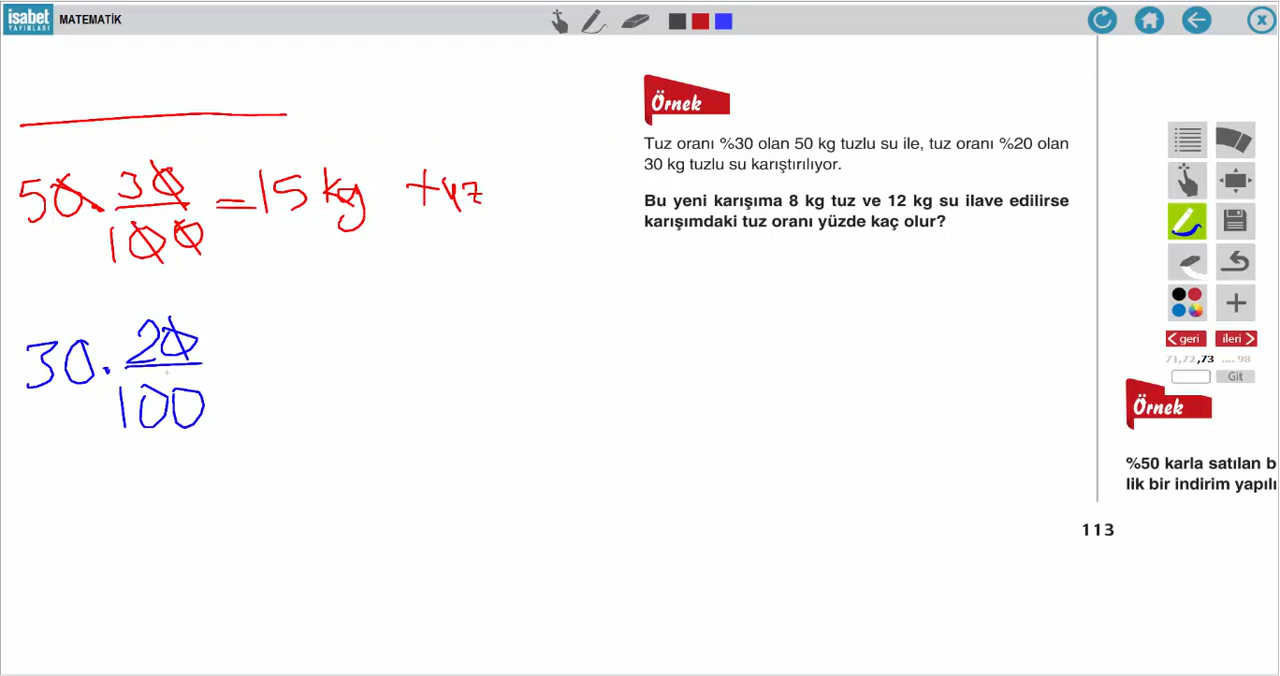 isabet
YAYINLARI
MATEMATİK
50 . 30/100 = 15 kg tuz
30 . 20/100
Örnek
Tuz oranı %30 olan 50 kg tuzlu su ile, tuz oranı %20 olan
30 kg tuzlu su karıştırılıyor.
Bu yeni karışıma 8 kg tuz ve 12 kg su ilave edilirse
karışımdaki tuz oranı yüzde kaç olur?
geri
ileri
71,72,73 .... 98
Git
Örnek
%50 karla satılan b
lik bir indirim yapılı
113